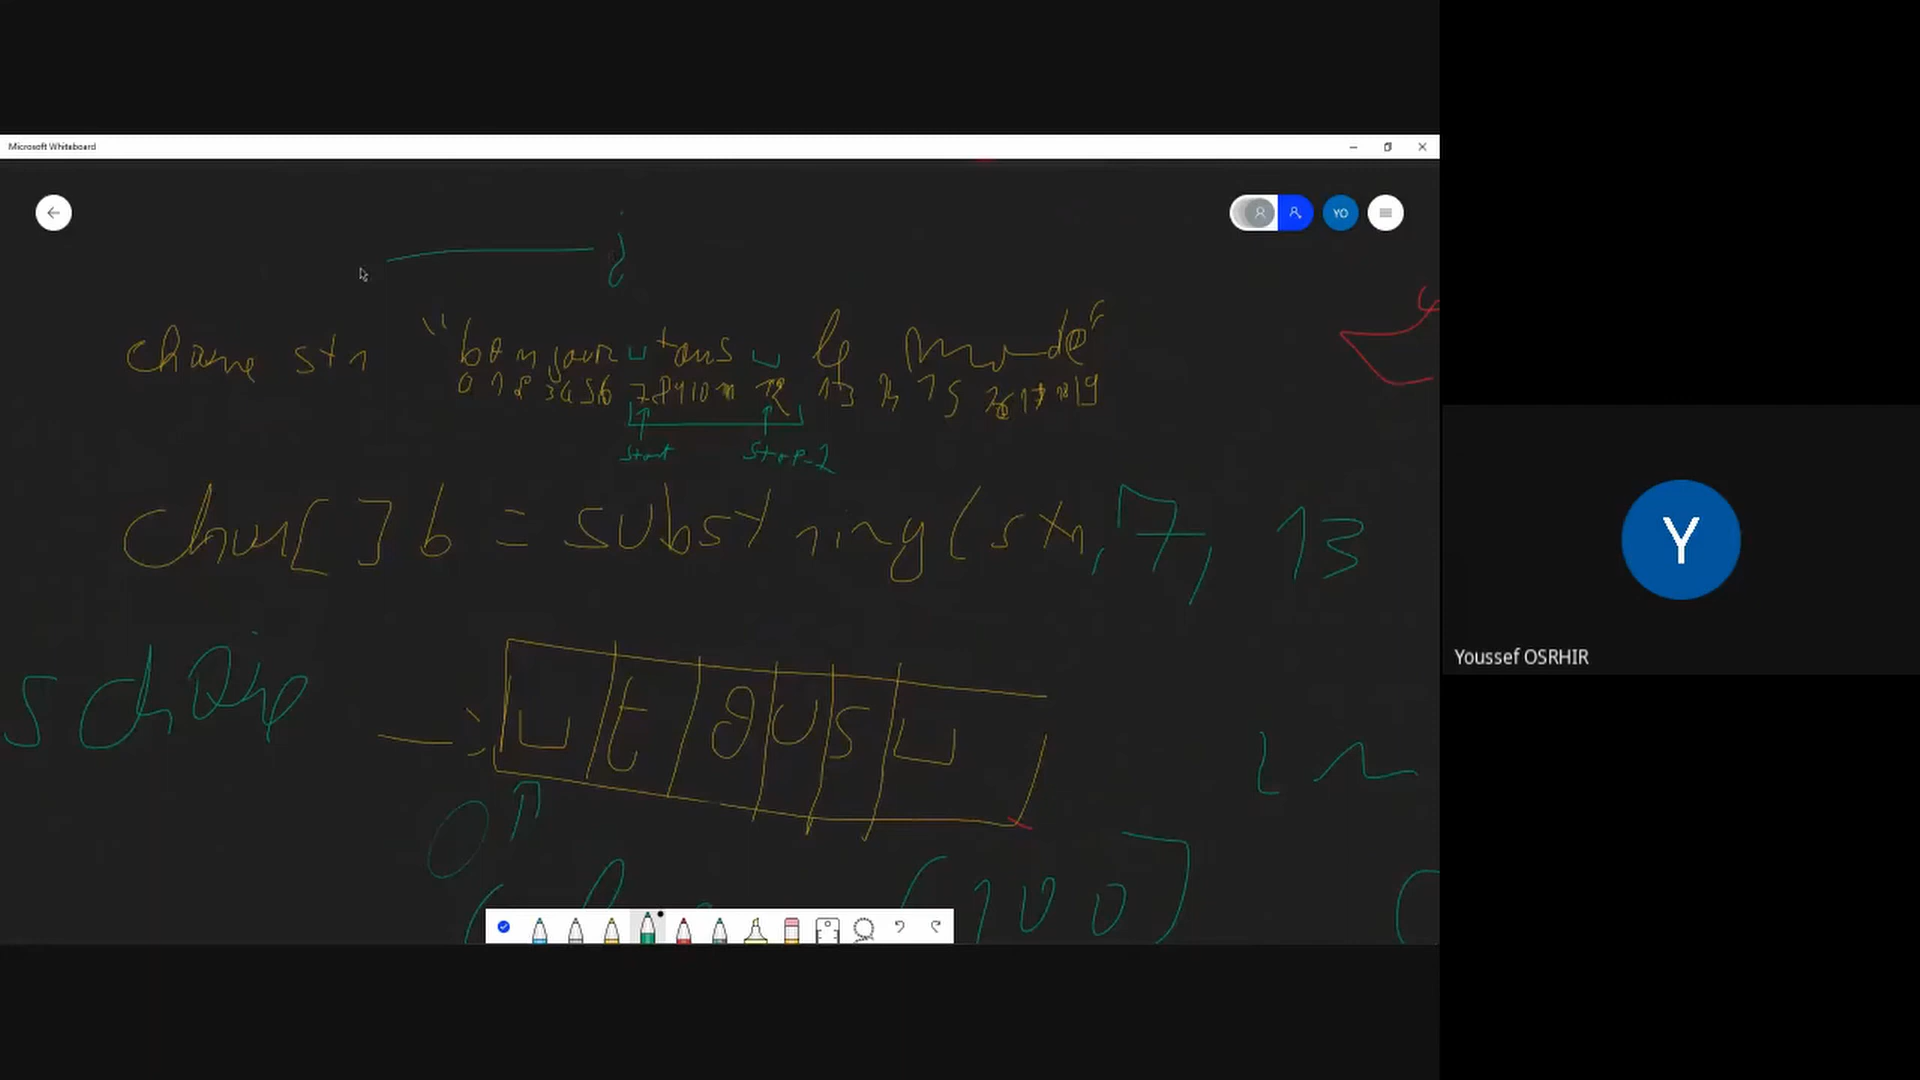 Microsoft Whiteboard
YO
i
chaine str "bonjour␣tous␣le monde"
0 1 2 3 4 5 6 7 8 9 10 11 12 13 14 15 16 17 18 19
start stop-1
char[] b = substring(str, 7, 13
schaine
␣ t o u s ␣
0
[100]
Y
Youssef OSRHIR